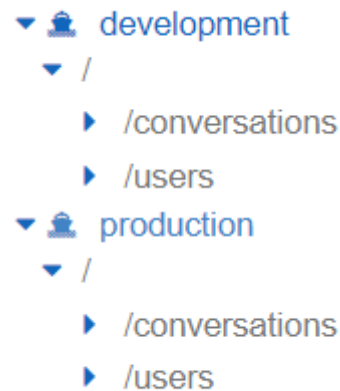 development
/
/conversations
/users
production
/
/conversations
/users